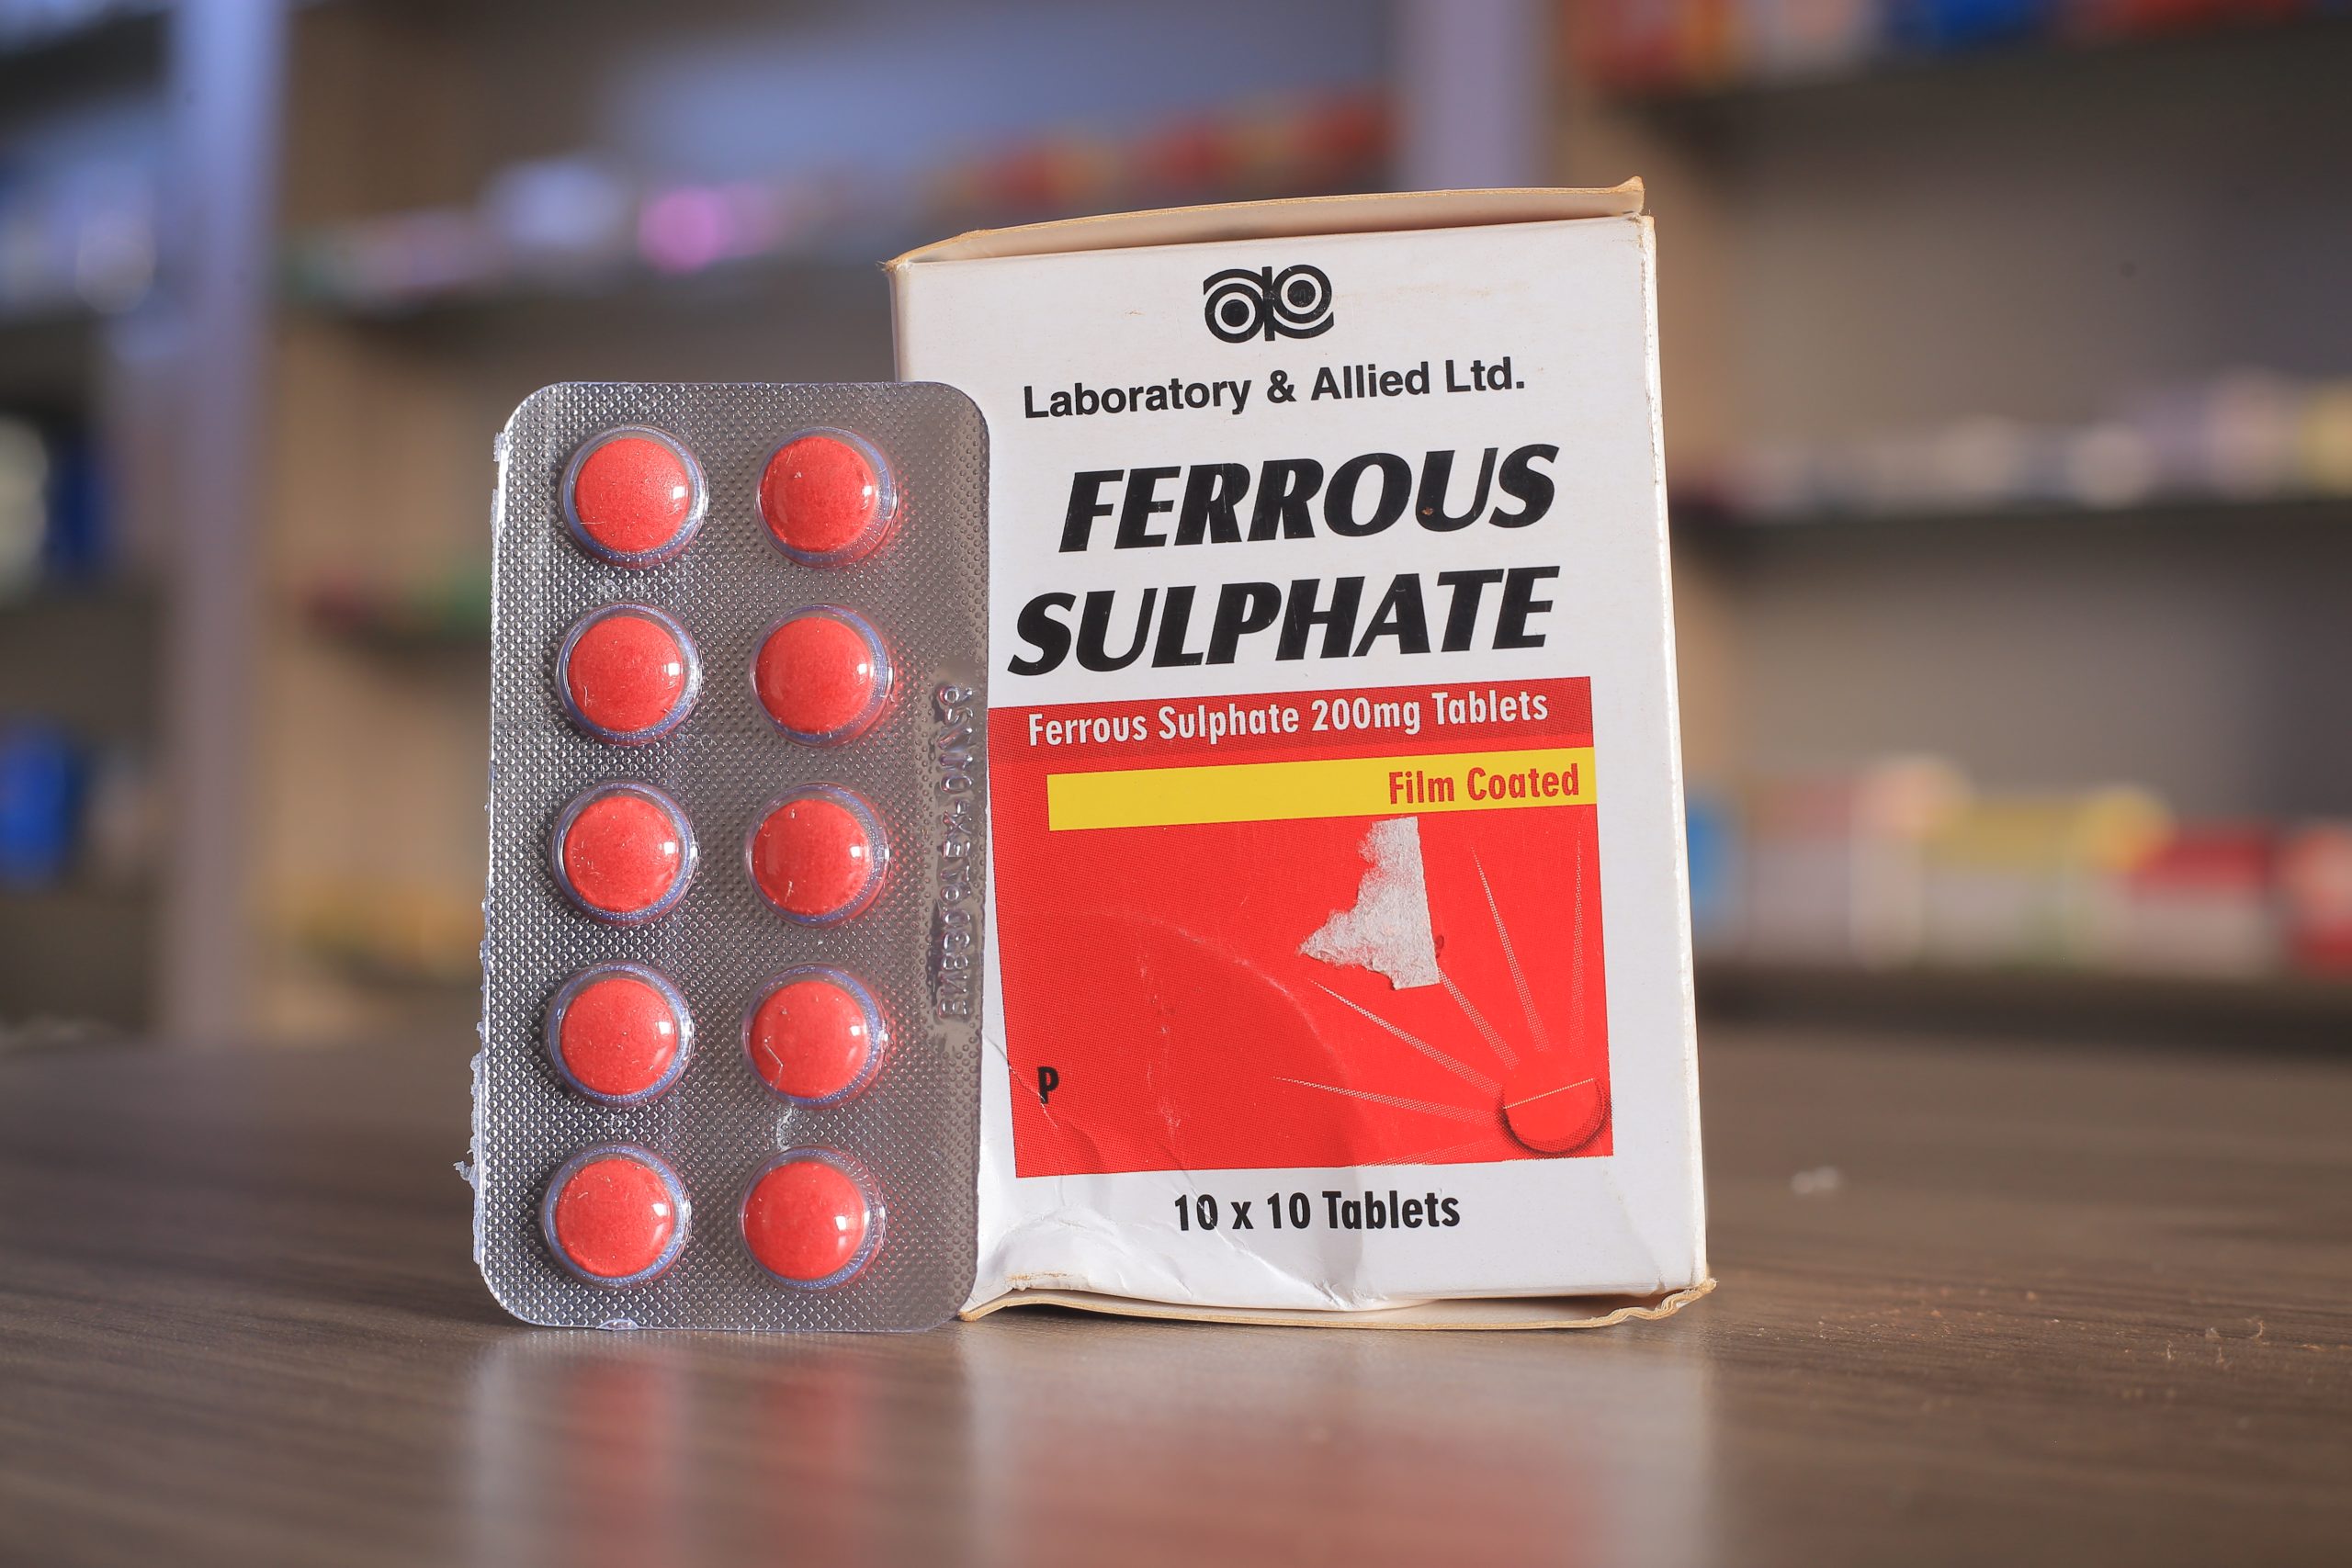 Laboratory & Allied Ltd.
FERROUS
SULPHATE
Ferrous Sulphate 200mg Tablets
Film Coated
P
10 x 10 Tablets